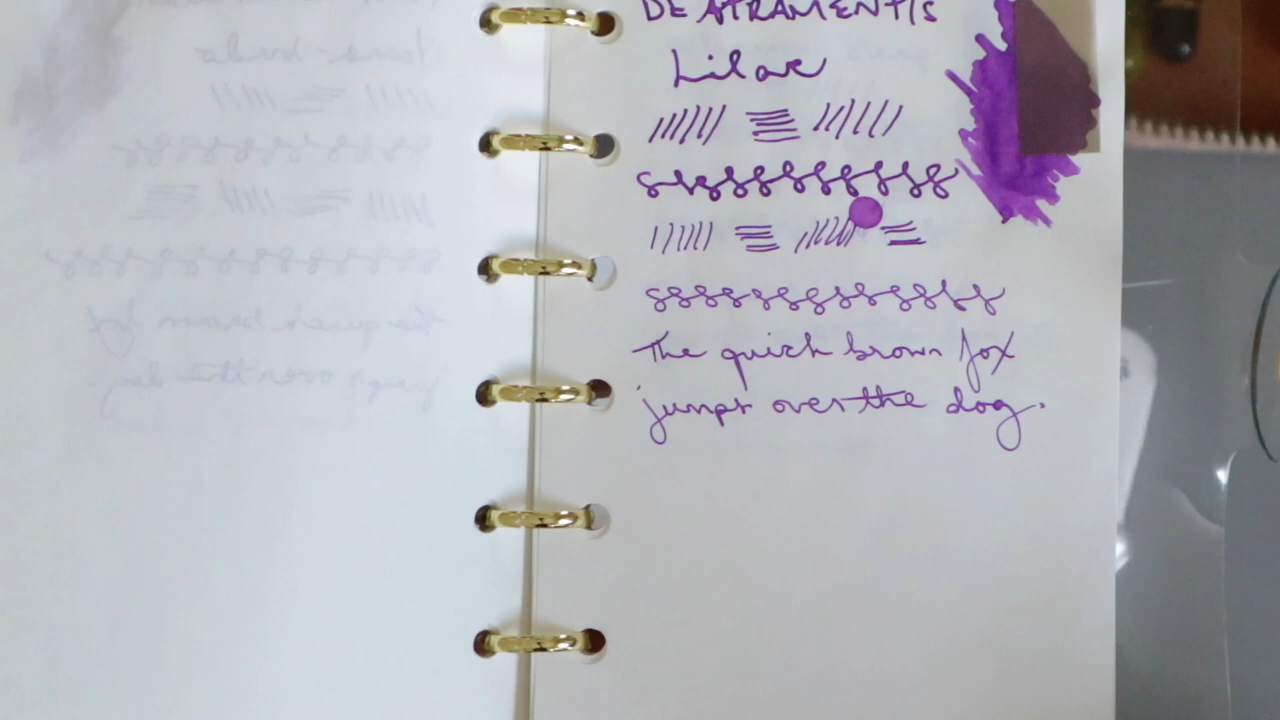 DE ATRAMENTIS
Lilac
The quick brown fox
jumps over the dog.